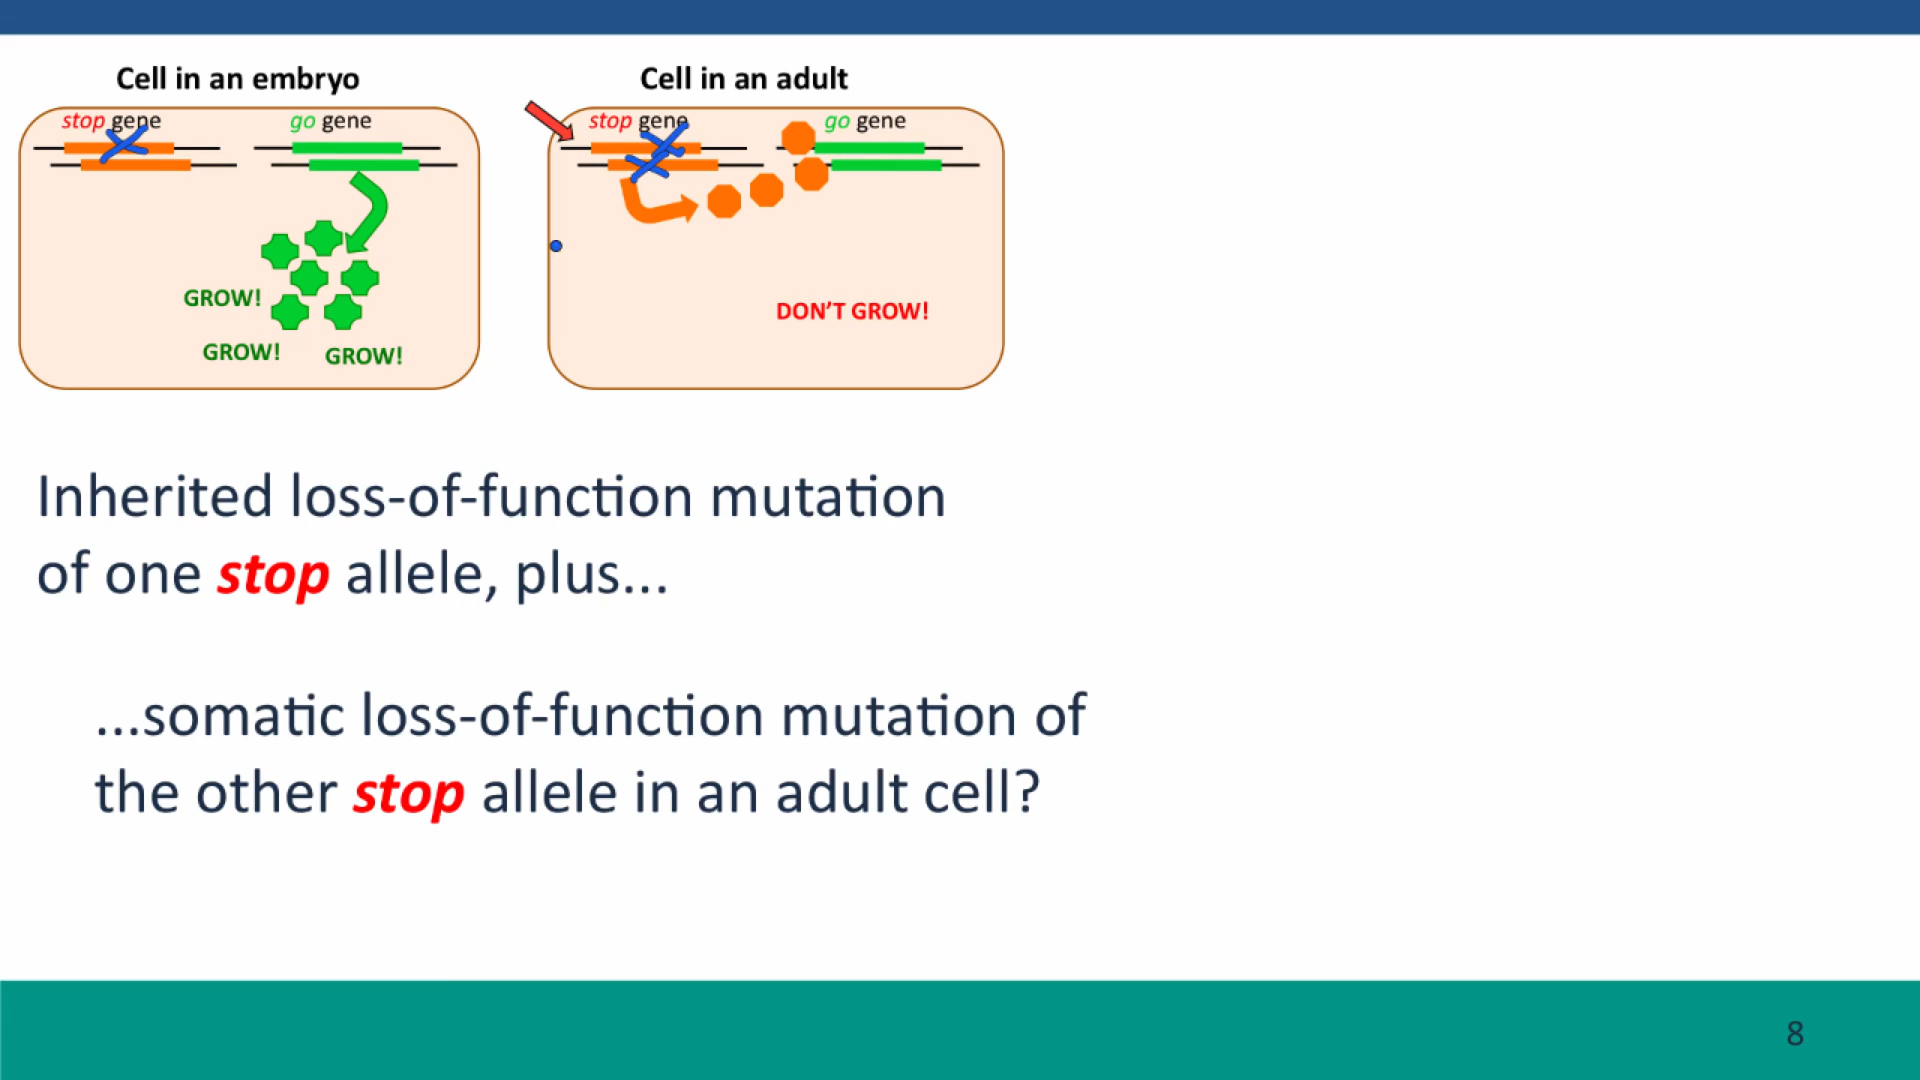 Cell in an embryo
Cell in an adult
stop gene
go gene
stop gene
go gene
GROW!
GROW!
GROW!
DON’T GROW!
Inherited loss-of-function mutation
of one stop allele, plus...
...somatic loss-of-function mutation of
the other stop allele in an adult cell?
8